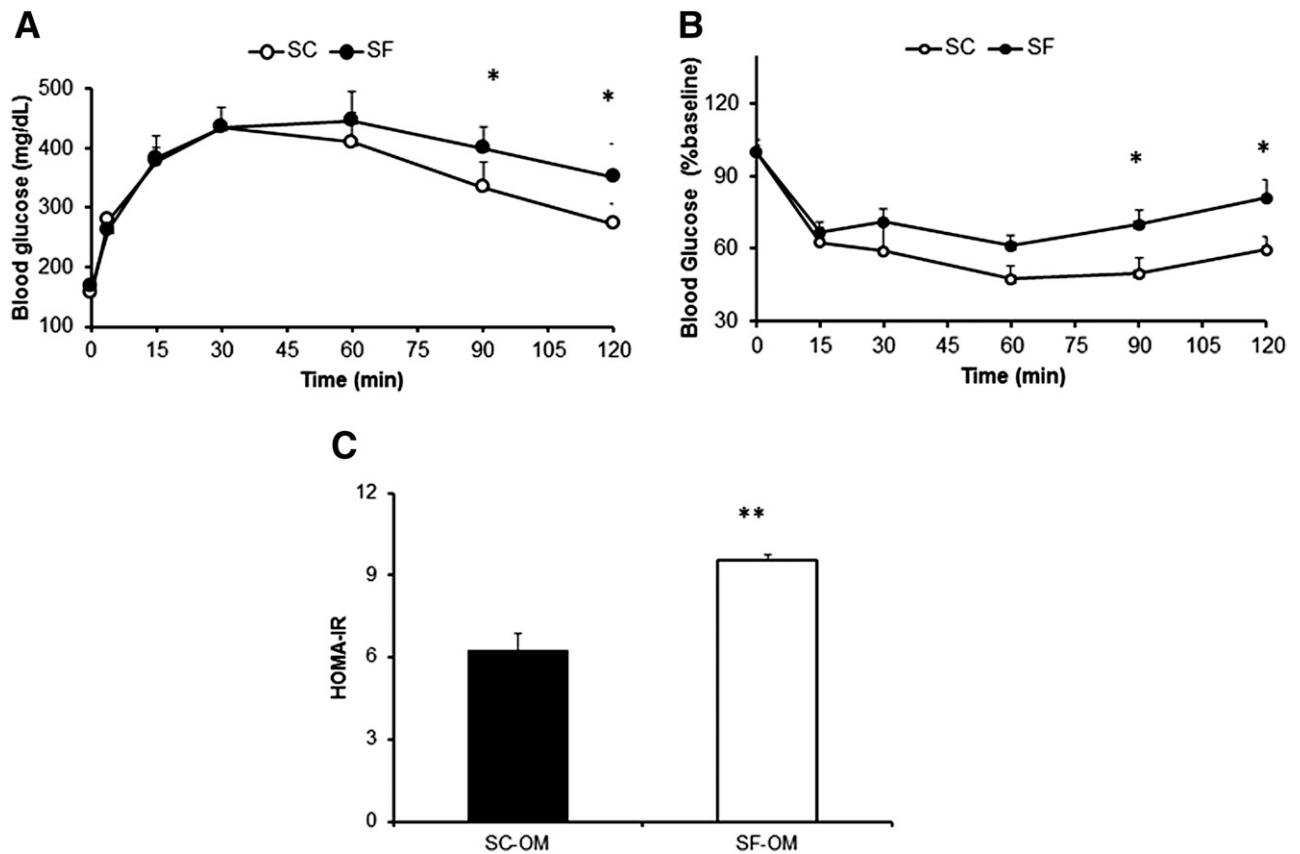 A
SC SF
*
*
500
400
300
200
100
Blood glucose (mg/dL)
0 15 30 45 60 75 90 105 120
Time (min)
B
SC SF
*
*
120
90
60
30
Blood Glucose (%baseline)
0 15 30 45 60 75 90 105 120
Time (min)
C
**
12
9
6
3
0
HOMA-IR
SC-OM SF-OM